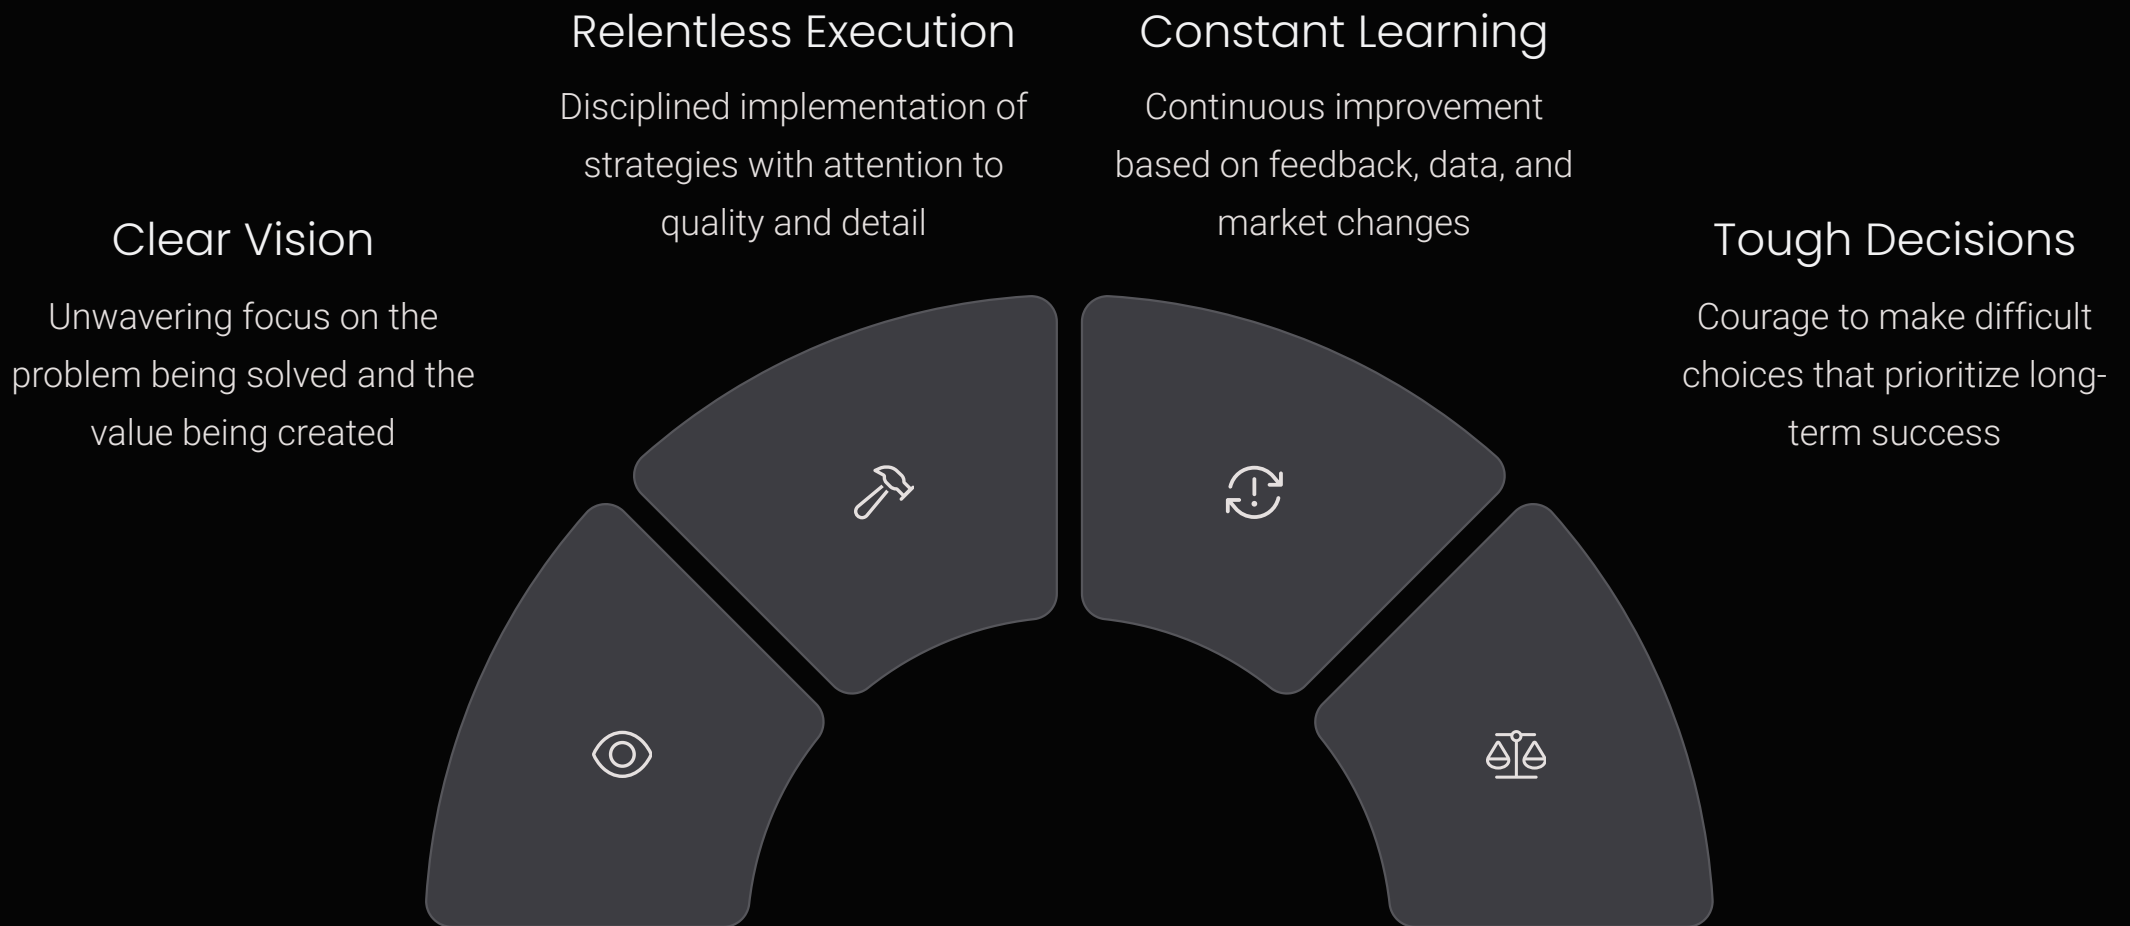 Clear Vision
Unwavering focus on the
problem being solved and the
value being created
Relentless Execution
Disciplined implementation of
strategies with attention to
quality and detail
Constant Learning
Continuous improvement
based on feedback, data, and
market changes
Tough Decisions
Courage to make difficult
choices that prioritize long-
term success